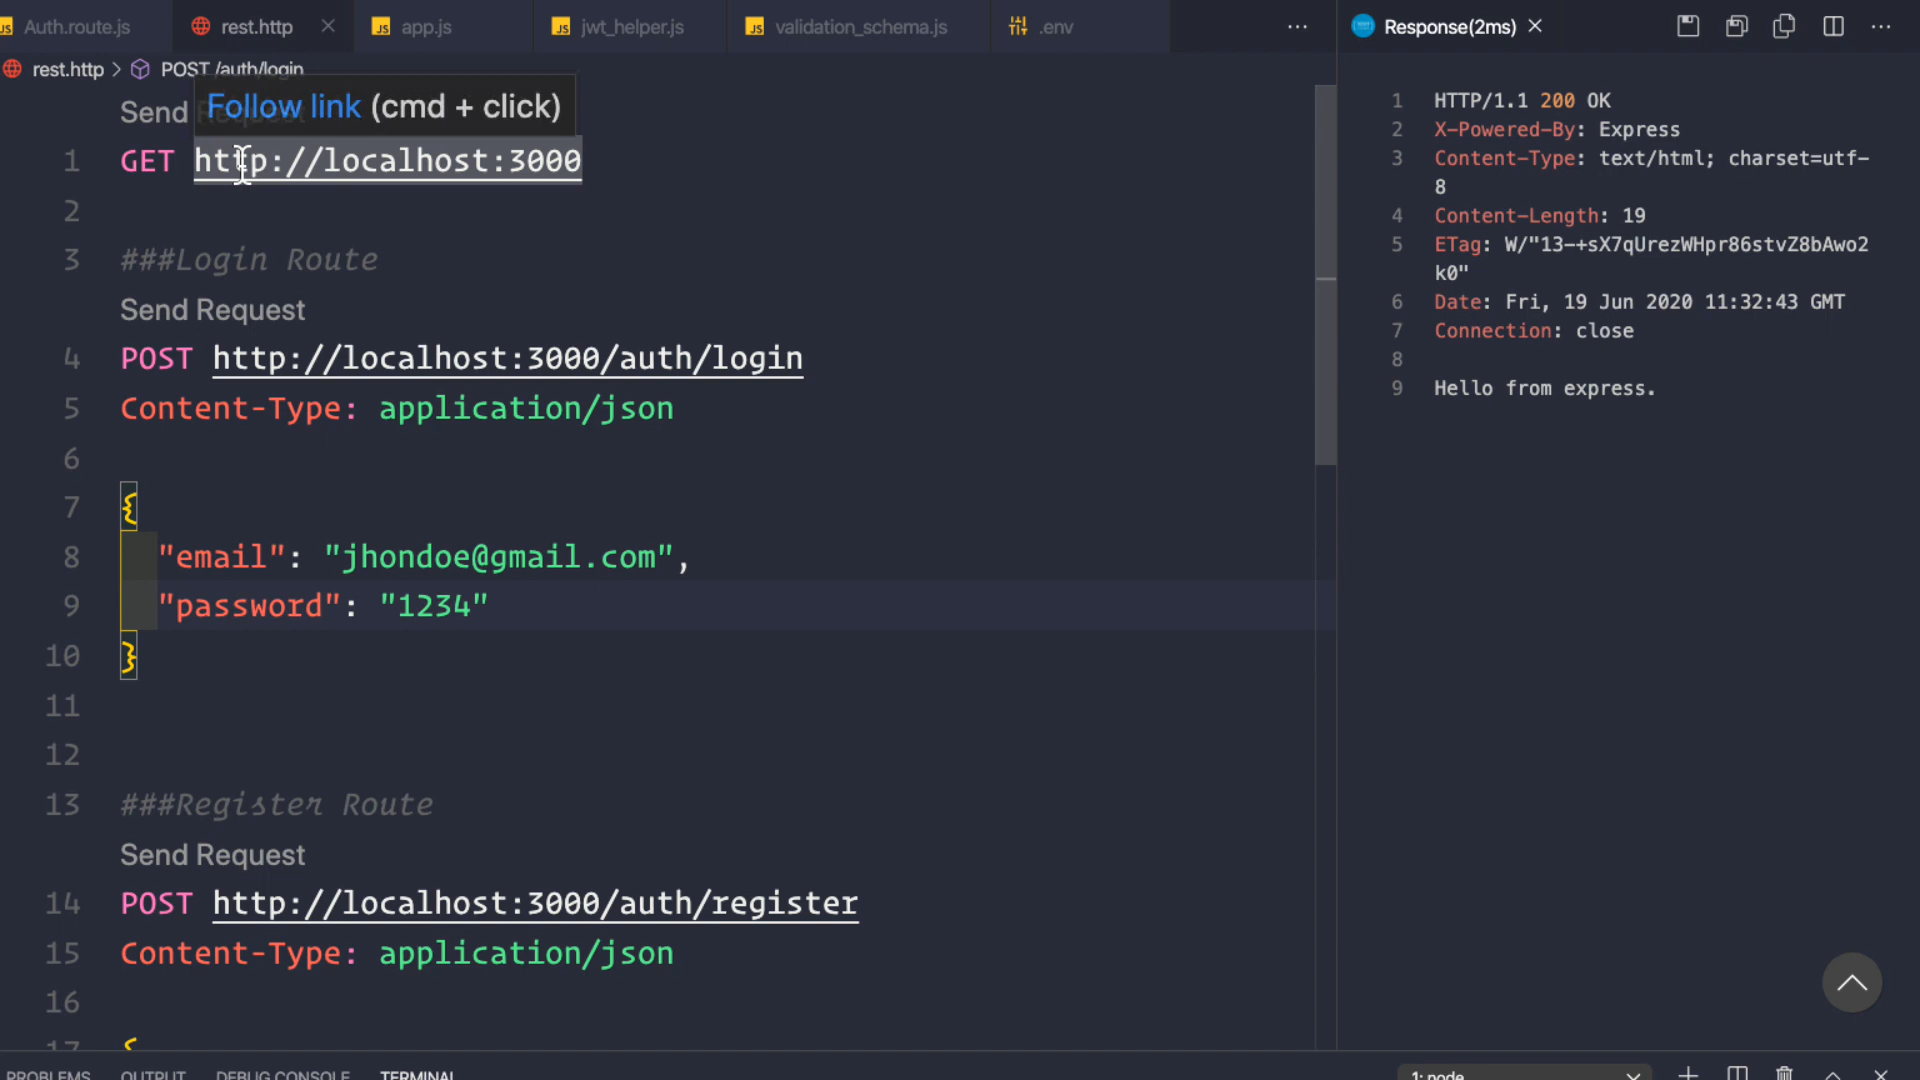 JS Auth.route.js rest.http JS app.js JS jwt_helper.js JS validation_schema.js .env ··· Response(2ms)
rest.http > POST /auth/login
Send
Follow link (cmd + click)
1 GET http://localhost:3000
2
3 ###Login Route
Send Request
4 POST http://localhost:3000/auth/login
5 Content-Type: application/json
6
7 {
8 "email": "jhondoe@gmail.com",
9 "password": "1234"
10 }
11
12
13 ###Register Route
Send Request
14 POST http://localhost:3000/auth/register
15 Content-Type: application/json
16
17 {
1 HTTP/1.1 200 OK
2 X-Powered-By: Express
3 Content-Type: text/html; charset=utf-
8
4 Content-Length: 19
5 ETag: W/"13-+sX7qUrezWHpr86stvZ8bAwo2
k0"
6 Date: Fri, 19 Jun 2020 11:32:43 GMT
7 Connection: close
8
9 Hello from express.
PROBLEMS OUTPUT DEBUG CONSOLE TERMINAL 1: node